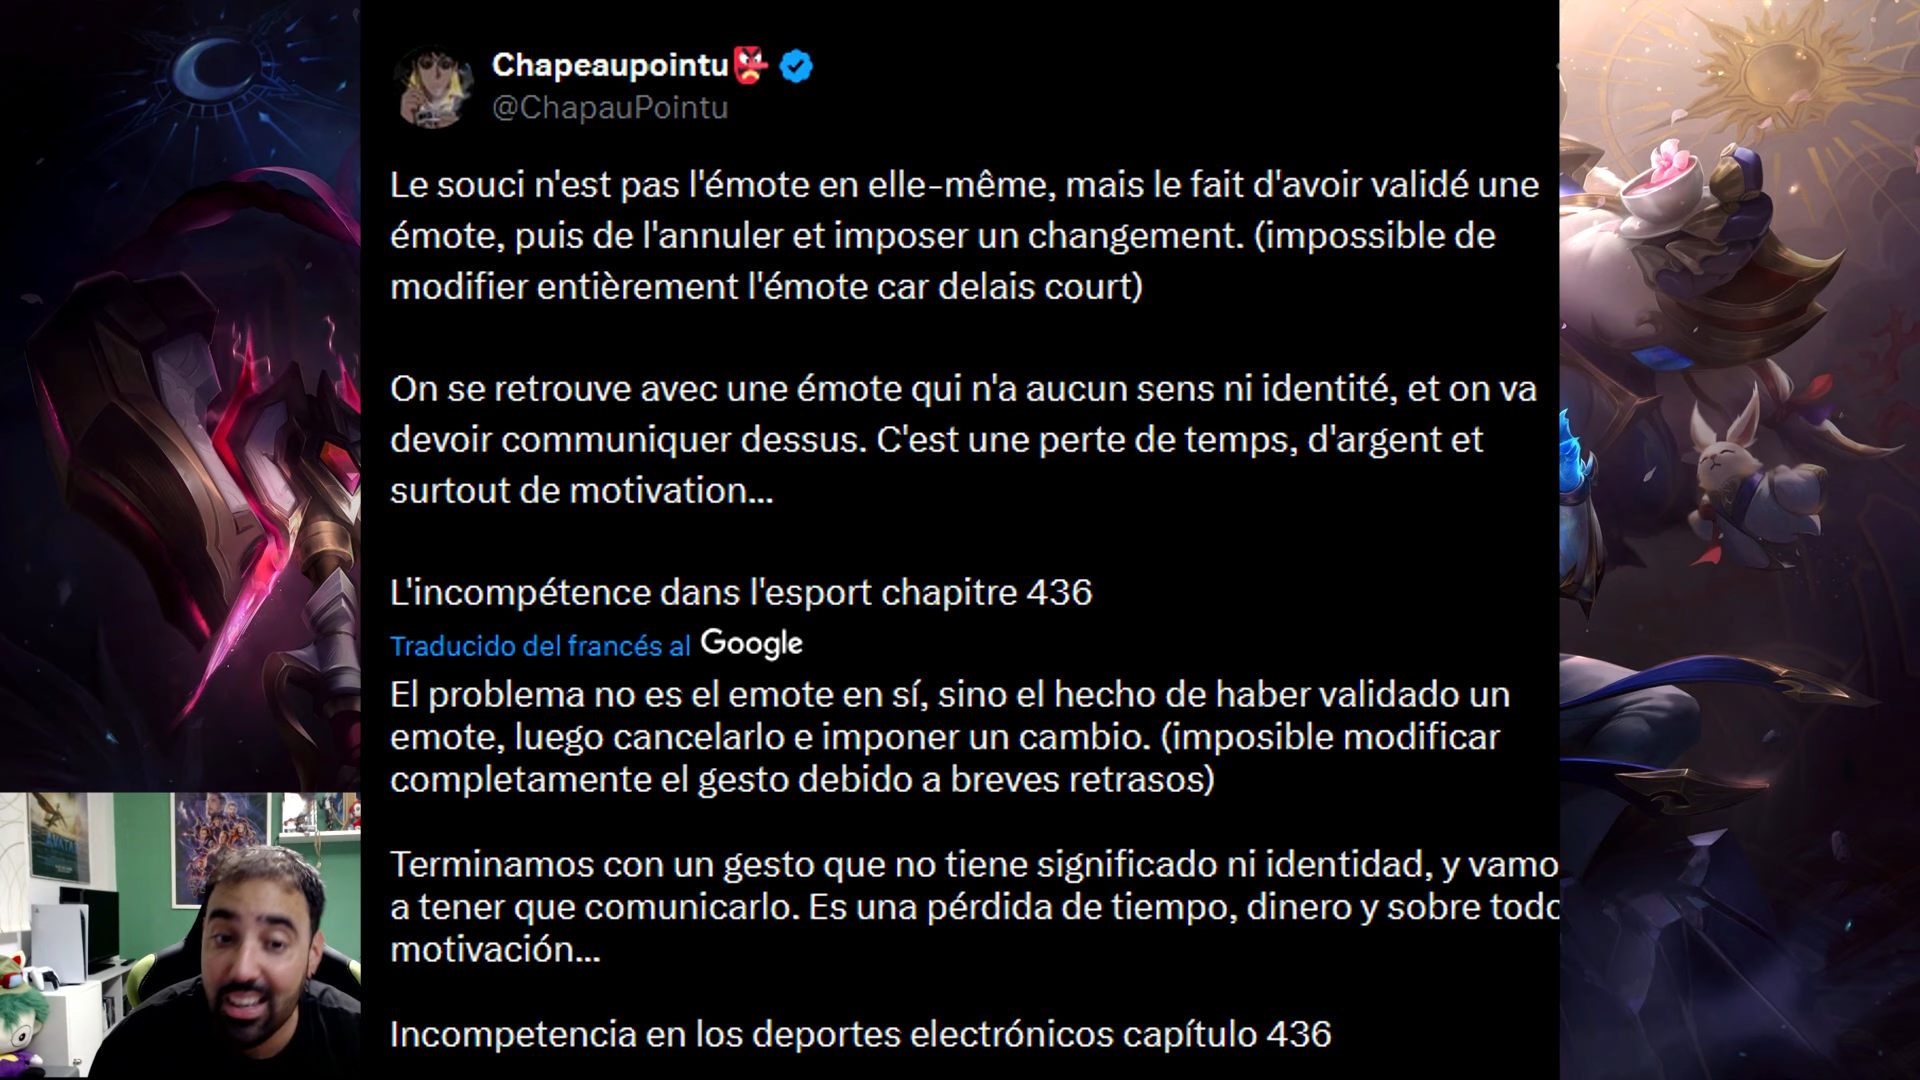 Chapeaupointu
@ChapauPointu
Le souci n'est pas l'émote en elle-même, mais le fait d'avoir validé une
émote, puis de l'annuler et imposer un changement. (impossible de
modifier entièrement l'émote car delais court)
On se retrouve avec une émote qui n'a aucun sens ni identité, et on va
devoir communiquer dessus. C'est une perte de temps, d'argent et
surtout de motivation...
L'incompétence dans l'esport chapitre 436
Traducido del francés al Google
El problema no es el emote en sí, sino el hecho de haber validado un
emote, luego cancelarlo e imponer un cambio. (imposible modificar
completamente el gesto debido a breves retrasos)
Terminamos con un gesto que no tiene significado ni identidad, y vamo
a tener que comunicarlo. Es una pérdida de tiempo, dinero y sobre todo
motivación...
Incompetencia en los deportes electrónicos capítulo 436
AVATAR